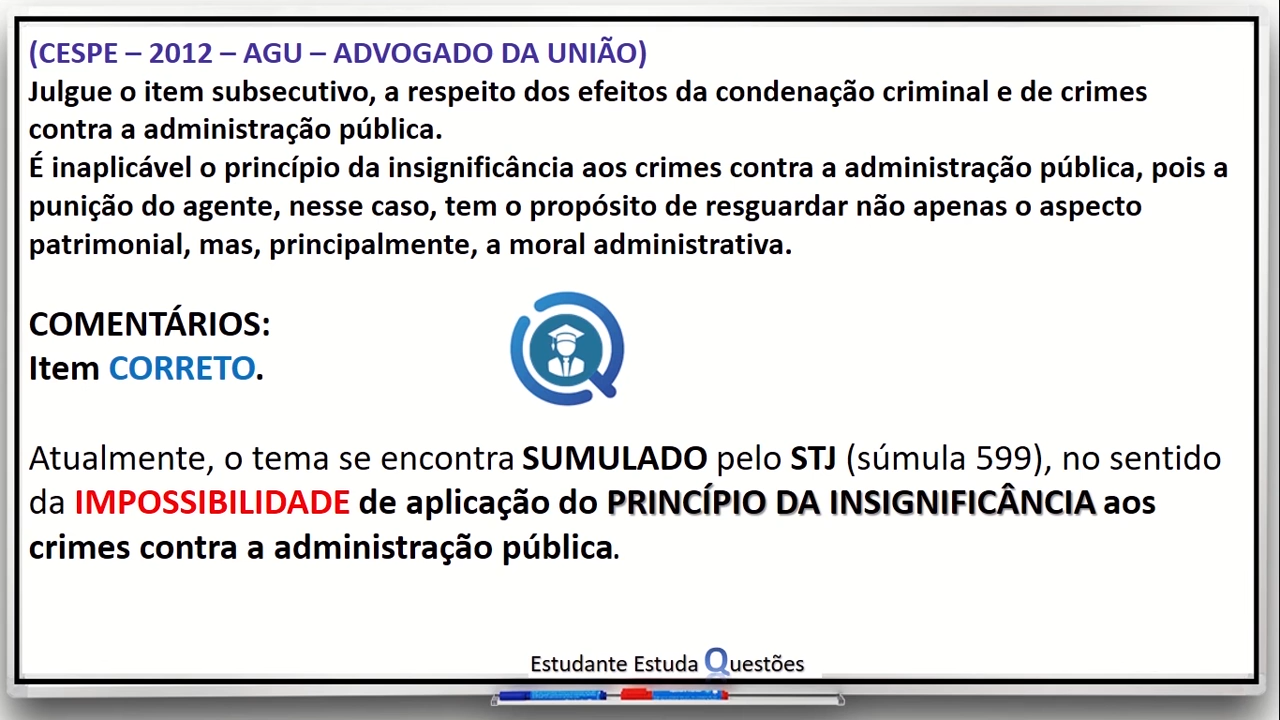 (CESPE – 2012 – AGU – ADVOGADO DA UNIÃO)
Julgue o item subsecutivo, a respeito dos efeitos da condenação criminal e de crimes
contra a administração pública.
É inaplicável o princípio da insignificância aos crimes contra a administração pública, pois a
punição do agente, nesse caso, tem o propósito de resguardar não apenas o aspecto
patrimonial, mas, principalmente, a moral administrativa.
COMENTÁRIOS:
Item CORRETO.
Atualmente, o tema se encontra SUMULADO pelo STJ (súmula 599), no sentido
da IMPOSSIBILIDADE de aplicação do PRINCÍPIO DA INSIGNIFICÂNCIA aos
crimes contra a administração pública.
Estudante Estuda Questões